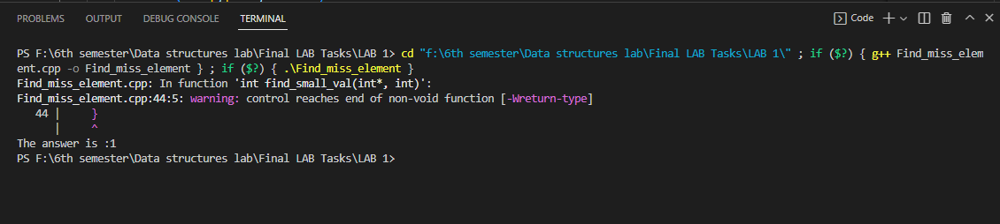 PROBLEMS OUTPUT DEBUG CONSOLE TERMINAL Code
PS F:\6th semester\Data structures lab\Final LAB Tasks\LAB 1> cd "f:\6th semester\Data structures lab\Final LAB Tasks\LAB 1\" ; if ($?) { g++ Find_miss_elem
ent.cpp -o Find_miss_element } ; if ($?) { .\Find_miss_element }
Find_miss_element.cpp: In function 'int find_small_val(int*, int)':
Find_miss_element.cpp:44:5: warning: control reaches end of non-void function [-Wreturn-type]
   44 |     }
      |     ^
The answer is :1
PS F:\6th semester\Data structures lab\Final LAB Tasks\LAB 1>